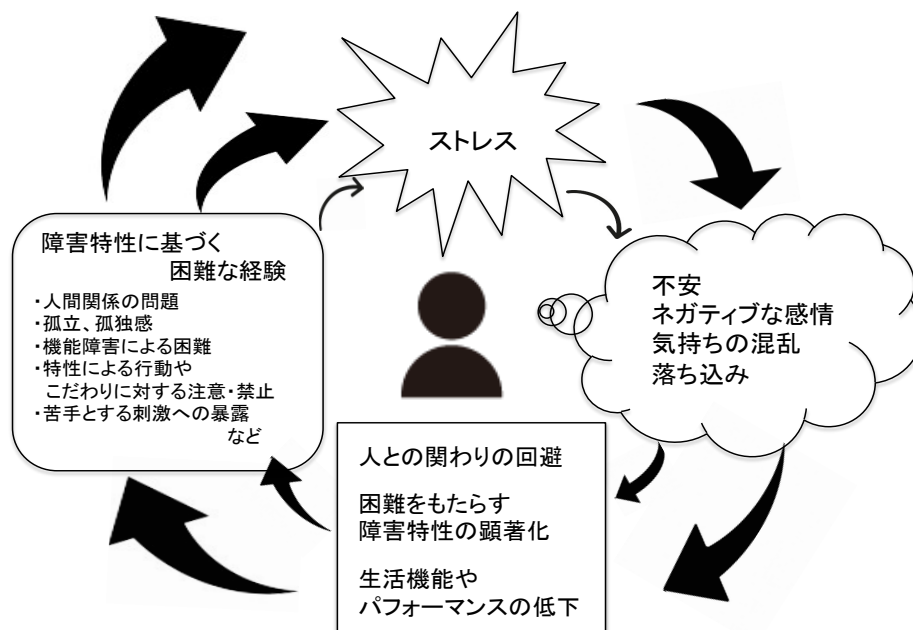 ストレス
障害特性に基づく
困難な経験
・人間関係の問題
・孤立、孤独感
・機能障害による困難
・特性による行動や
こだわりに対する注意・禁止
・苦手とする刺激への暴露
など
不安
ネガティブな感情
気持ちの混乱
落ち込み
人との関わりの回避
困難をもたらす
障害特性の顕著化
生活機能や
パフォーマンスの低下